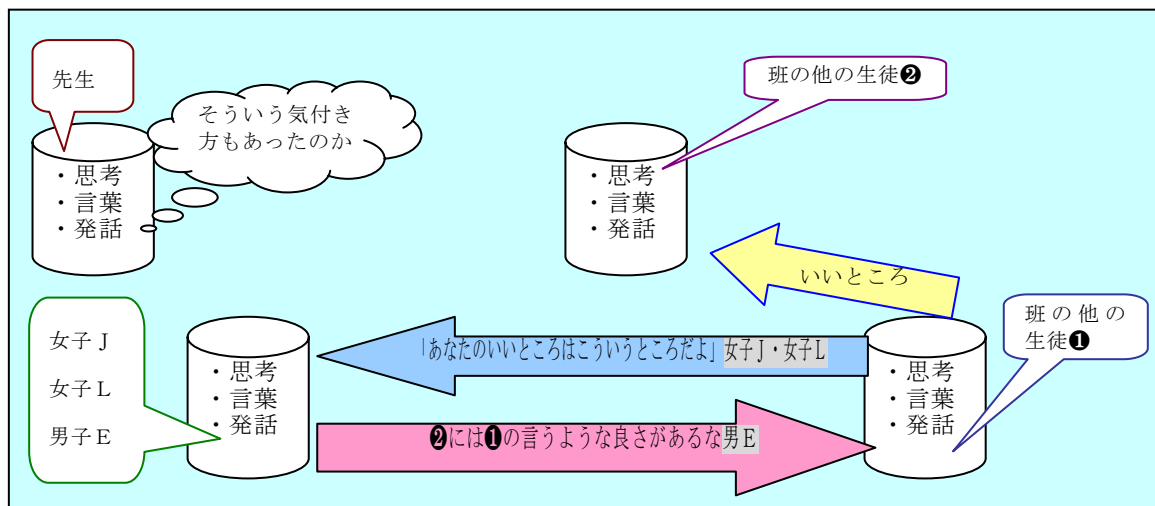 先生
そういう気付き
方もあったのか
・思考
・言葉
・発話
班の他の生徒❷
・思考
・言葉
・発話
いいところ
班の他の
生徒❶
女子Ｊ
女子Ｌ
男子Ｅ
・思考
・言葉
・発話
「あなたのいいところはこういうところだよ」女子Ｊ・女子Ｌ
❷には❶の言うような良さがあるな男Ｅ
・思考
・言葉
・発話